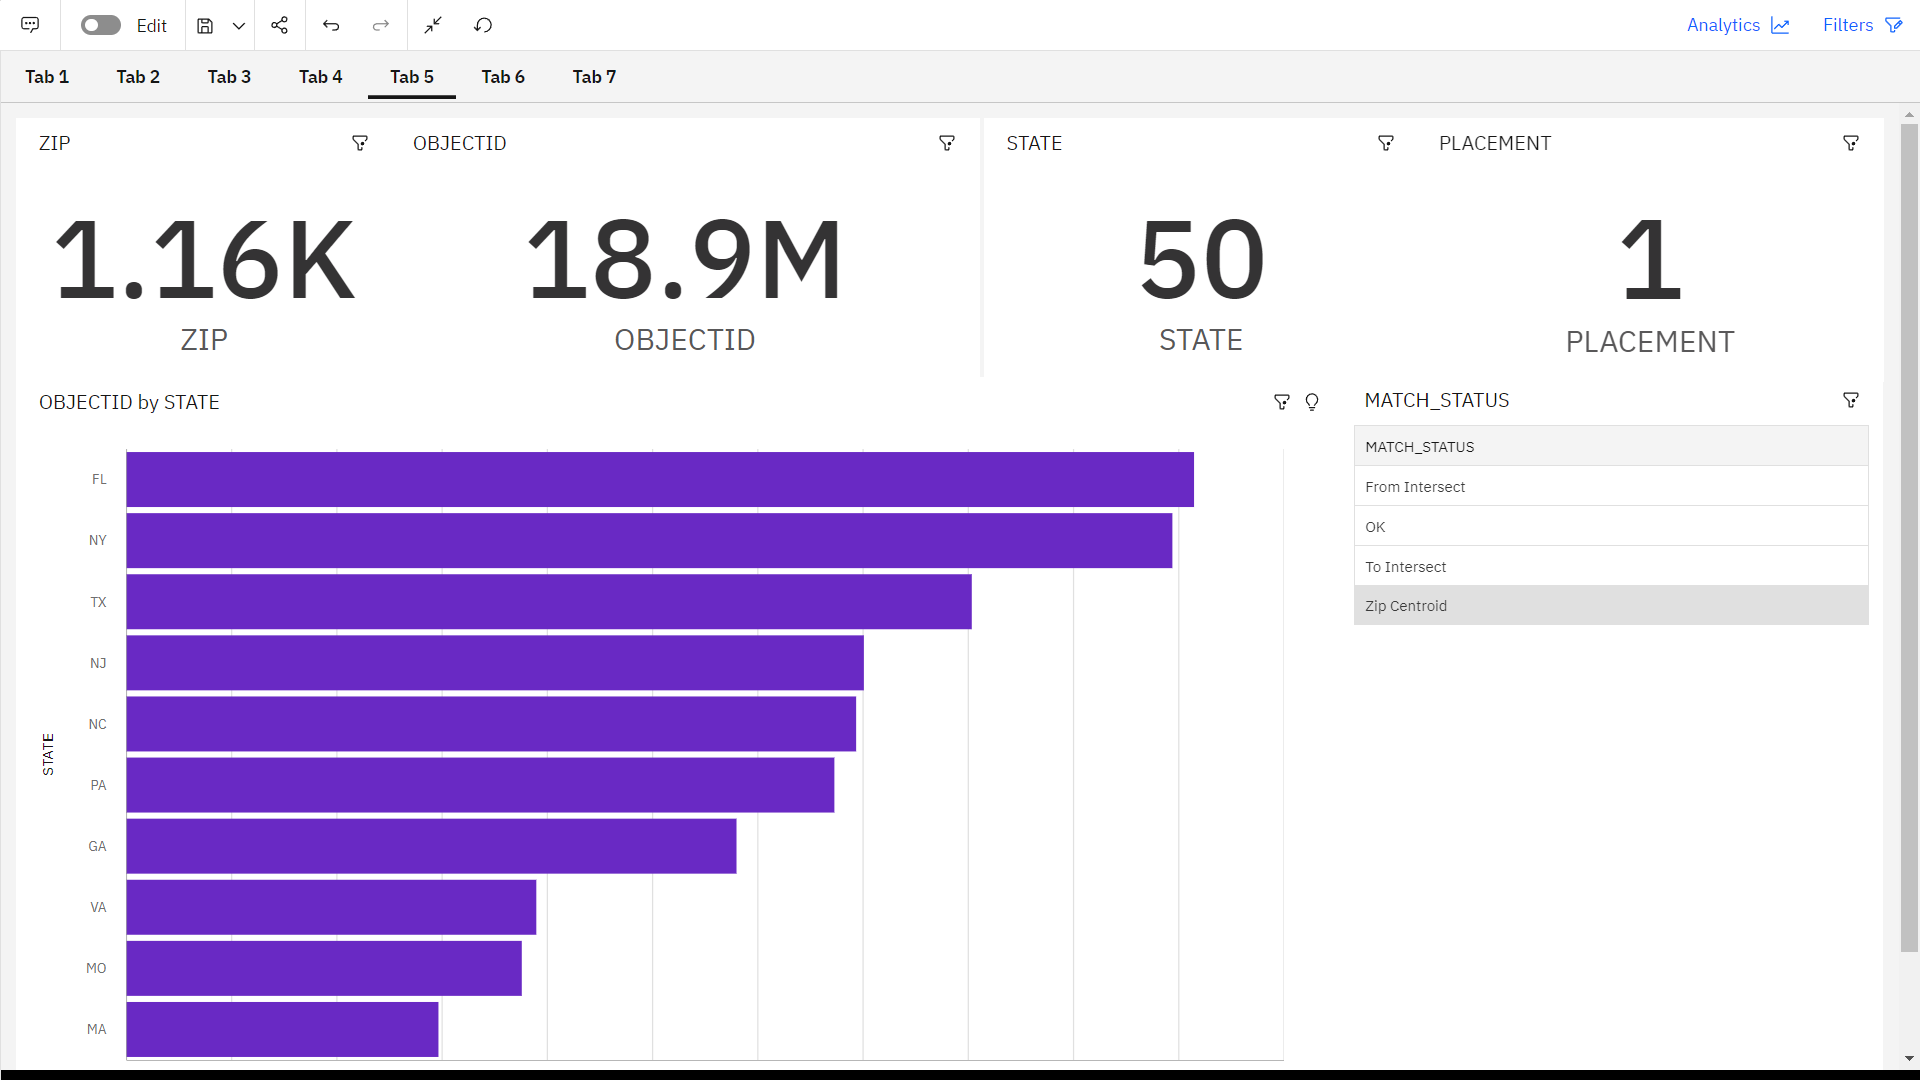 Edit
Analytics
Filters
Tab 1
Tab 2
Tab 3
Tab 4
Tab 5
Tab 6
Tab 7
ZIP
OBJECTID
STATE
PLACEMENT
1.16K
ZIP
18.9M
OBJECTID
50
STATE
1
PLACEMENT
OBJECTID by STATE
STATE
FL
NY
TX
NJ
NC
PA
GA
VA
MO
MA
MATCH_STATUS
MATCH_STATUS
From Intersect
OK
To Intersect
Zip Centroid